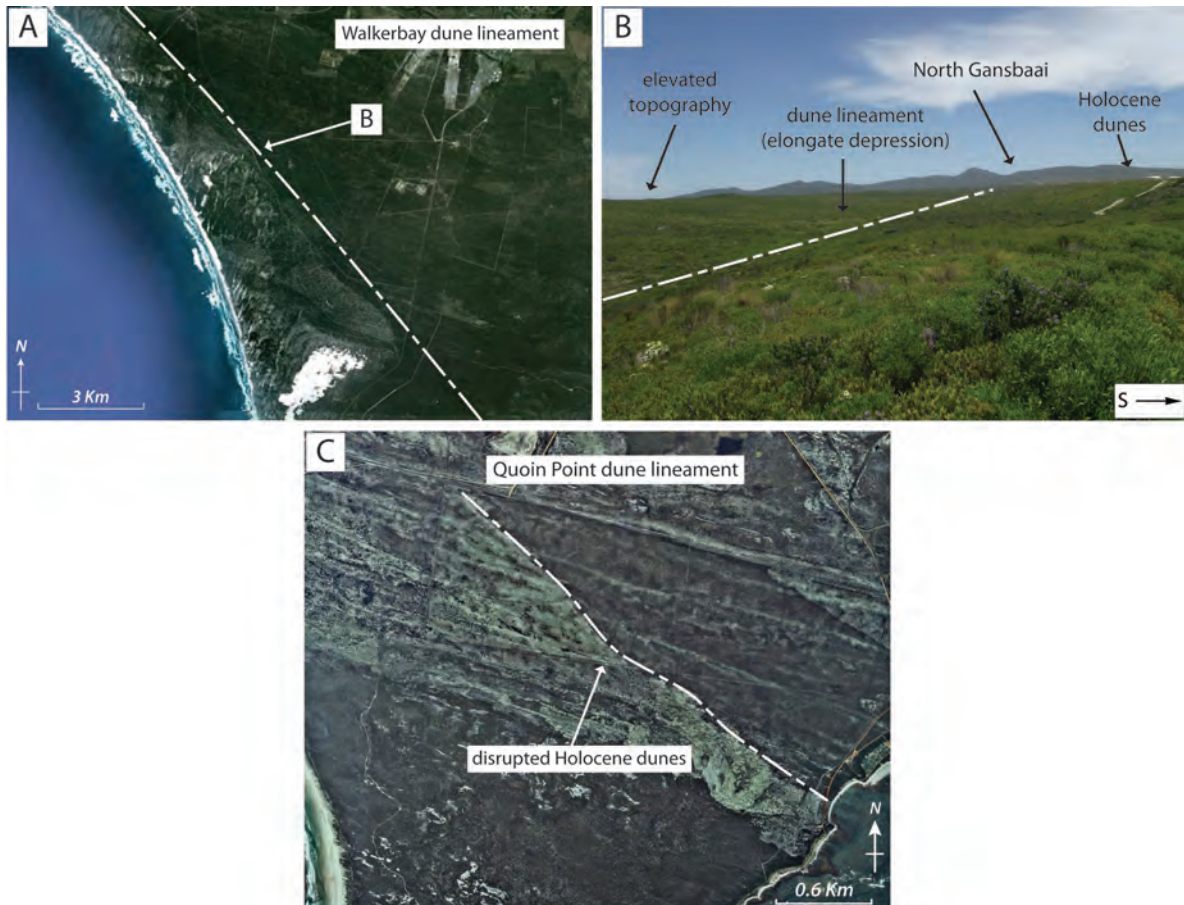 A
Walkerbay dune lineament
B
N
3 Km
B
elevated
topography
dune lineament
(elongate depression)
North Gansbaai
Holocene
dunes
S
C
Quoin Point dune lineament
disrupted Holocene dunes
N
0.6 Km